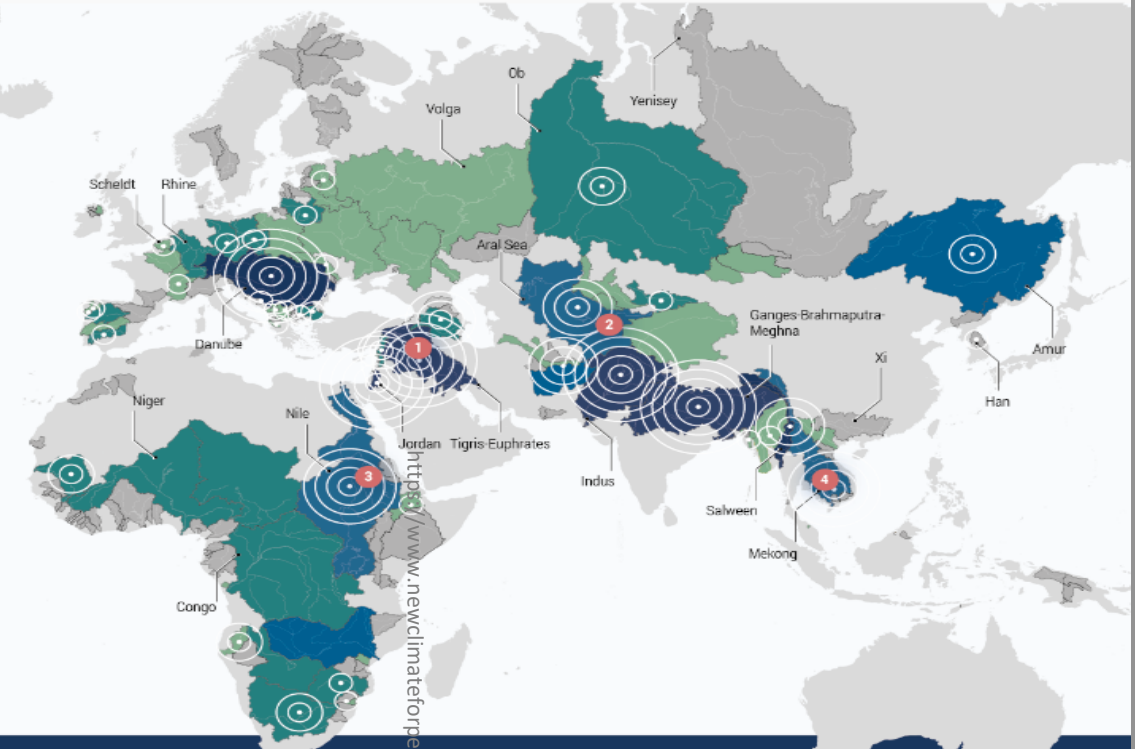 Ob
Yenisey
Volga
Scheldt
Rhine
Aral Sea
Ganges-Brahmaputra-
Meghna
Danube
1
2
Amur
Xi
Han
Niger
Nile
Jordan
Tigris-Euphrates
3
Indus
4
Salween
Mekong
Congo
https://www.newclimateforpe